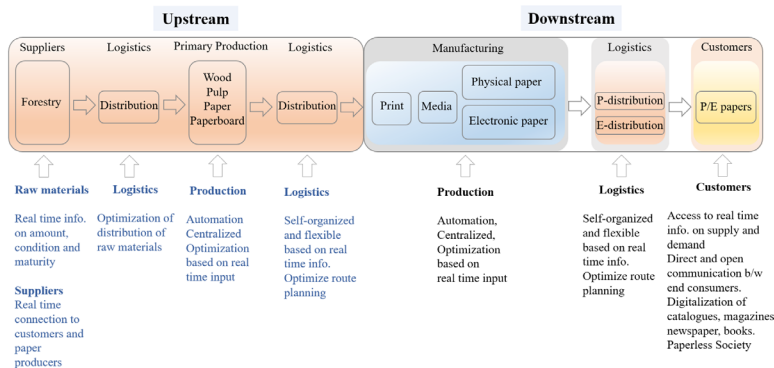 Upstream
Downstream
Suppliers
Logistics
Primary Production
Logistics
Manufacturing
Logistics
Customers
Forestry
Distribution
Wood
Pulp
Paper
Paperboard
Distribution
Print
Media
Physical paper
Electronic paper
P-distribution
E-distribution
P/E papers
Raw materials
Real time info.
on amount,
condition and
maturity
Suppliers
Real time
connection to
customers and
paper
producers
Logistics
Optimization of
distribution of
raw materials
Production
Automation
Centralized
Optimization
based on real
time input
Logistics
Self-organized
and flexible
based on real
time info.
Optimize route
planning
Production
Automation,
Centralized,
Optimization
based on
real time input
Logistics
Self-organized
and flexible
based on real
time info.
Optimize route
planning
Customers
Access to real time
info. on supply and
demand
Direct and open
communication b/w
end consumers.
Digitalization of
catalogues, magazines
newspaper, books.
Paperless Society